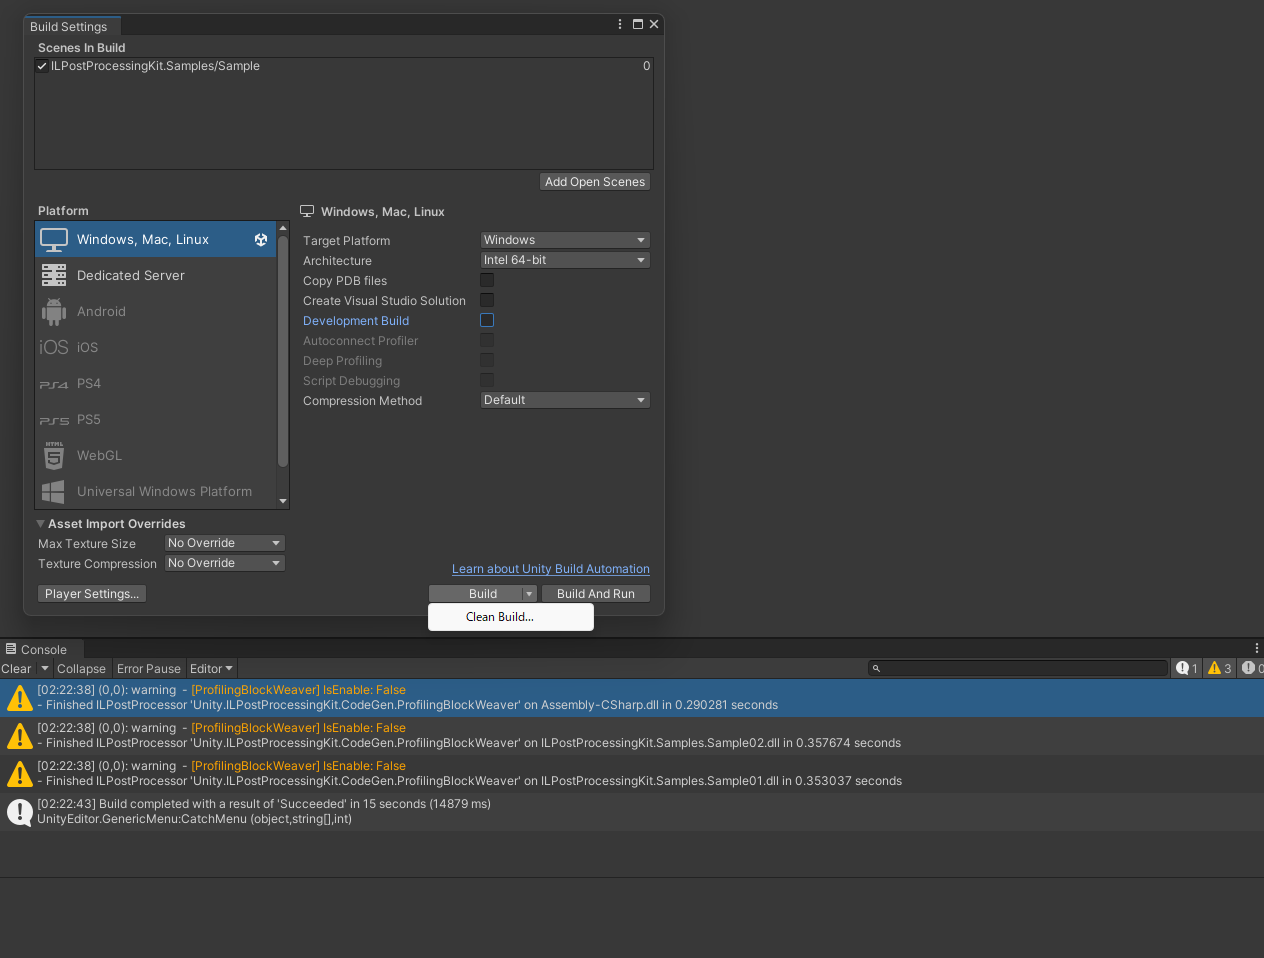 Build Settings
Scenes In Build
ILPostProcessingKit.Samples/Sample 0
Add Open Scenes
Platform
Windows, Mac, Linux
Dedicated Server
Android
iOS iOS
PS4 PS4
PS5 PS5
HTML 5 WebGL
Universal Windows Platform
Windows, Mac, Linux
Target Platform Windows
Architecture Intel 64-bit
Copy PDB files
Create Visual Studio Solution
Development Build
Autoconnect Profiler
Deep Profiling
Script Debugging
Compression Method Default
Asset Import Overrides
Max Texture Size No Override
Texture Compression No Override
Learn about Unity Build Automation
Player Settings... Build Build And Run
Clean Build...
Console
Clear Collapse Error Pause Editor 1 3 0
[02:22:38] (0,0): warning - [ProfilingBlockWeaver] IsEnable: False
- Finished ILPostProcessor 'Unity.ILPostProcessingKit.CodeGen.ProfilingBlockWeaver' on Assembly-CSharp.dll in 0.290281 seconds
[02:22:38] (0,0): warning - [ProfilingBlockWeaver] IsEnable: False
- Finished ILPostProcessor 'Unity.ILPostProcessingKit.CodeGen.ProfilingBlockWeaver' on ILPostProcessingKit.Samples.Sample02.dll in 0.357674 seconds
[02:22:38] (0,0): warning - [ProfilingBlockWeaver] IsEnable: False
- Finished ILPostProcessor 'Unity.ILPostProcessingKit.CodeGen.ProfilingBlockWeaver' on ILPostProcessingKit.Samples.Sample01.dll in 0.353037 seconds
[02:22:43] Build completed with a result of 'Succeeded' in 15 seconds (14879 ms)
UnityEditor.GenericMenu:CatchMenu (object,string[],int)